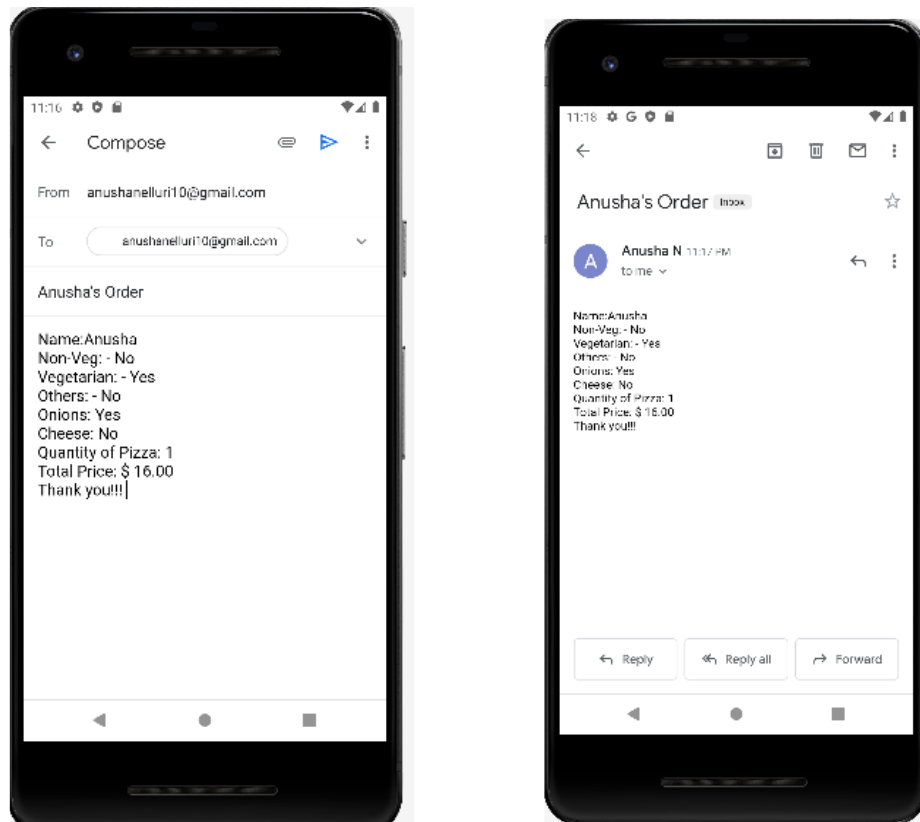 11:16
Compose
From anushanelluri10@gmail.com
To anushanelluri10@gmail.com
Anusha's Order
Name:Anusha
Non-Veg: - No
Vegetarian: - Yes
Others: - No
Onions: Yes
Cheese: No
Quantity of Pizza: 1
Total Price: $ 16.00
Thank you!!!
11:18 G
Anusha's Order Inbox
A Anusha N 11:17 PM
to me
Name:Anusha
Non-Veg: - No
Vegetarian: - Yes
Others: - No
Onions: Yes
Cheese: No
Quantity of Pizza: 1
Total Price: $ 16.00
Thank you!!!
Reply Reply all Forward